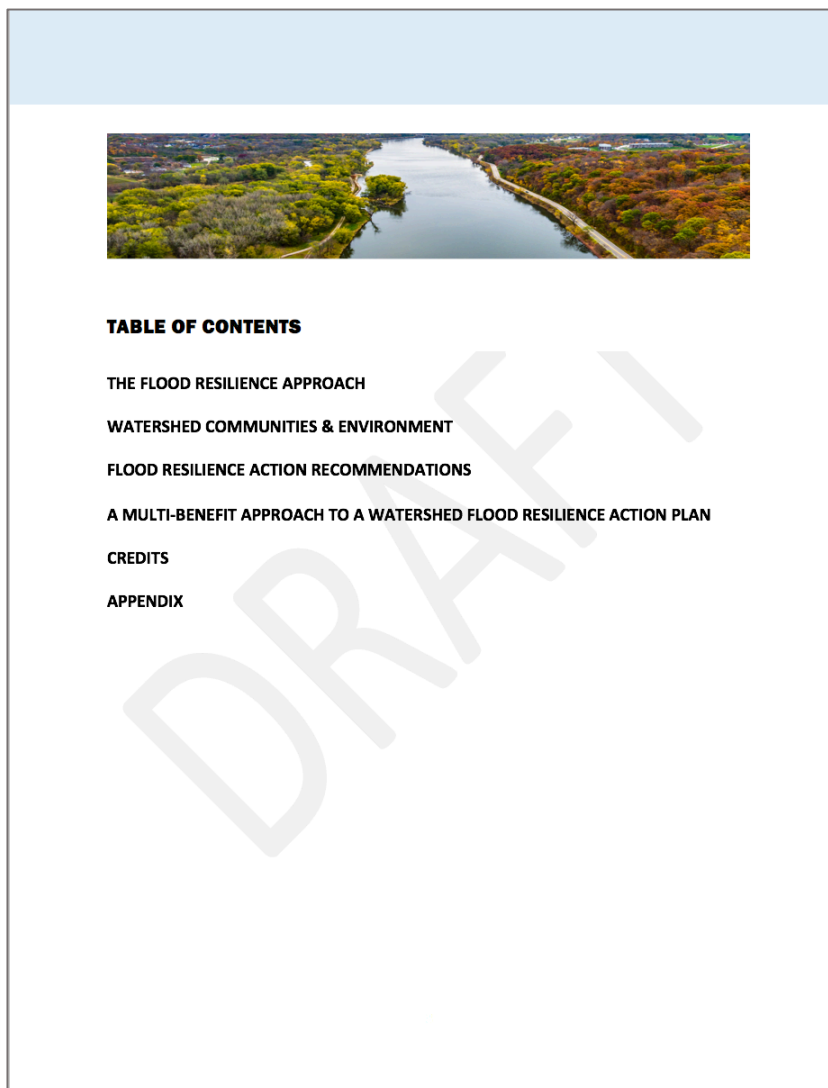 TABLE OF CONTENTS
THE FLOOD RESILIENCE APPROACH
WATERSHED COMMUNITIES & ENVIRONMENT
FLOOD RESILIENCE ACTION RECOMMENDATIONS
A MULTI-BENEFIT APPROACH TO A WATERSHED FLOOD RESILIENCE ACTION PLAN
CREDITS
APPENDIX
DRAFT